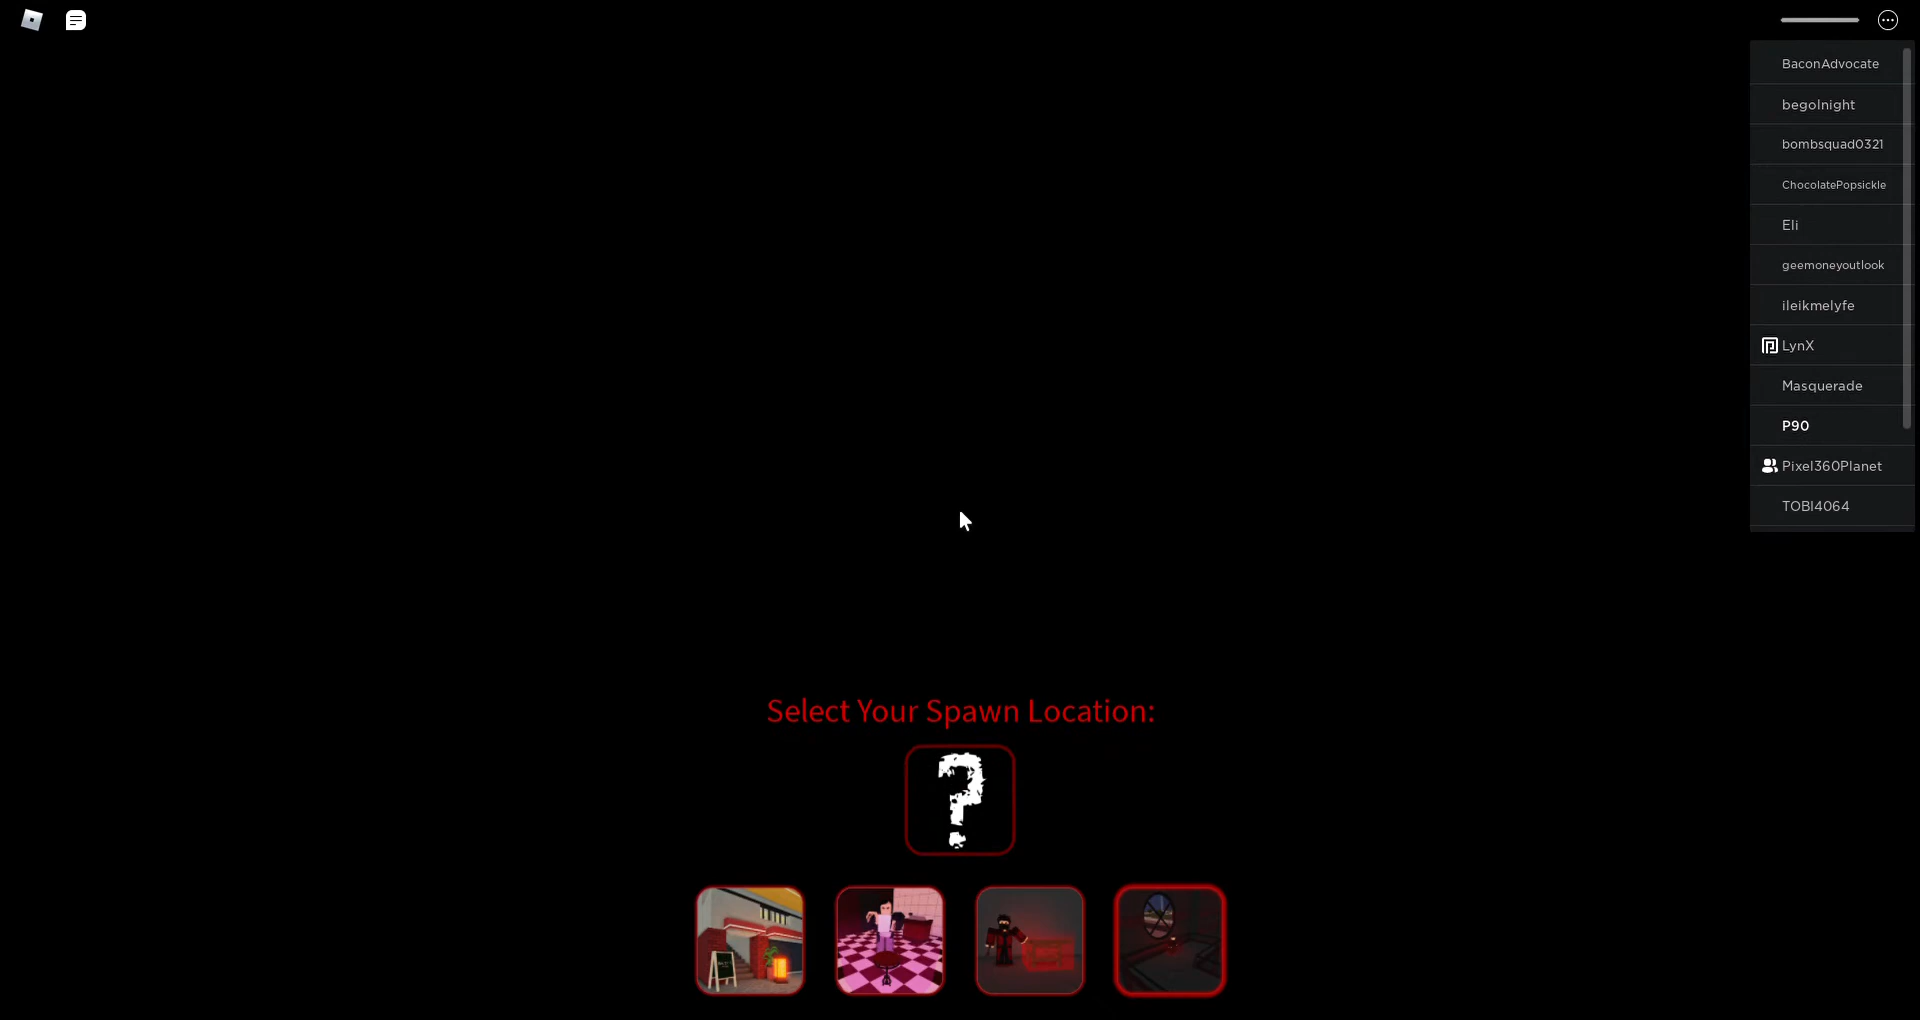 BaconAdvocate
begolnight
bombsquad0321
ChocolatePopsickle
Eli
geemoneyoutlook
ileikmelyfe
LynX
Masquerade
P90
Pixel360Planet
TOBI4064
Select Your Spawn Location:
?